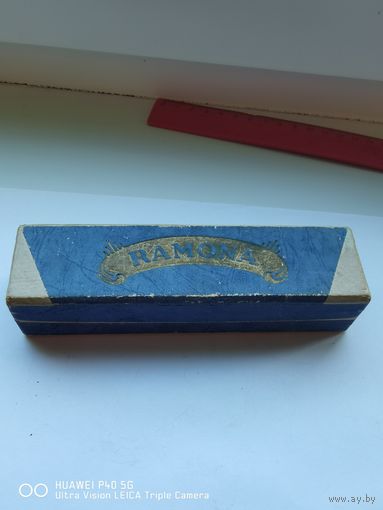 RAMONA
HUAWEI P40 5G
Ultra Vision LEICA Triple Camera
www.ay.by